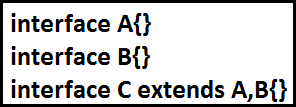 interface A{}
interface B{}
interface C extends A,B{}